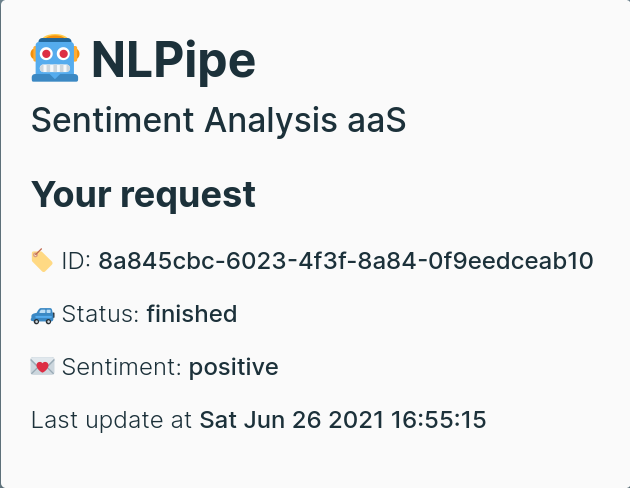 NLPipe
Sentiment Analysis aaS
Your request
ID: 8a845cbc-6023-4f3f-8a84-0f9eedceab10
Status: finished
Sentiment: positive
Last update at Sat Jun 26 2021 16:55:15